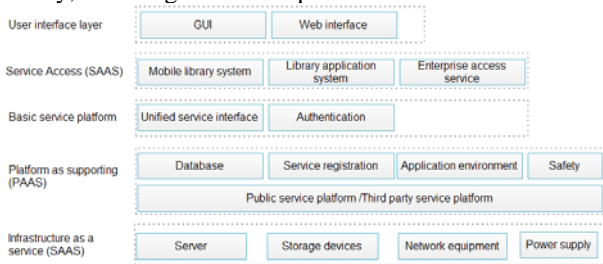 User interface layer
GUI
Web interface
Service Access (SAAS)
Mobile library system
Library application
system
Enterprise access
service
Basic service platform
Unified service interface
Authentication
Platform as supporting
(PAAS)
Database
Service registration
Application environment
Safety
Public service platform /Third party service platform
Infrastructure as a
service (SAAS)
Server
Storage devices
Network equipment
Power supply